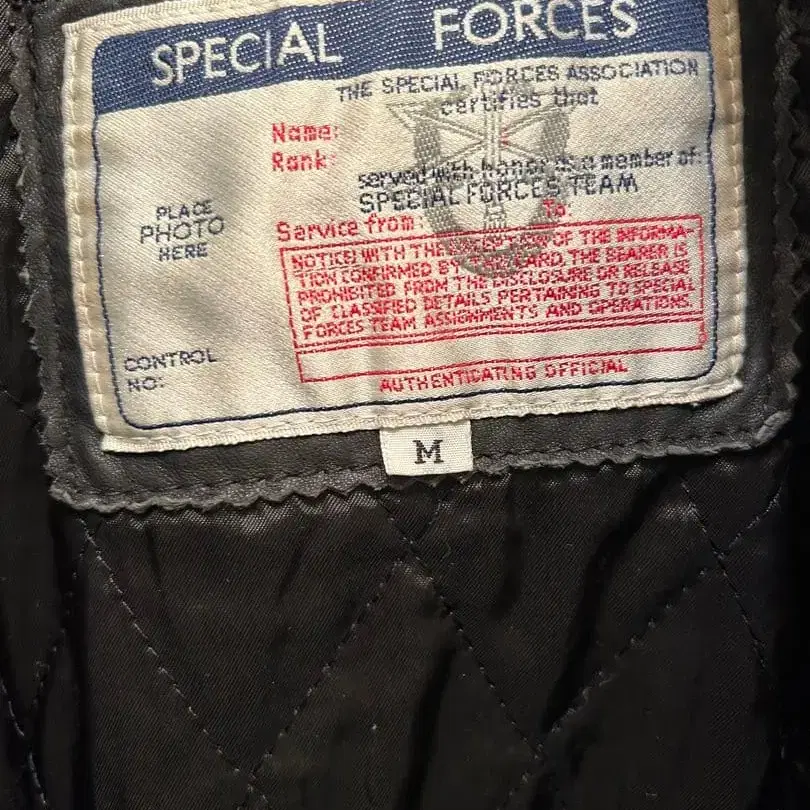 SPECIAL FORCES
THE SPECIAL FORCES ASSOCIATION
certifies that
Name:
Rank:
served with honor as a member of:
SPECIAL FORCES TEAM
PLACE
PHOTO
HERE
Service from: To:
NOTICE! WITH THE EXCEPTION OF THE INFORMA-
TION CONFIRMED BY THIS CARD, THE BEARER IS
PROHIBITED FROM THE DISCLOSURE OR RELEASE
OF CLASSIFIED DETAILS PERTAINING TO SPECIAL
FORCES TEAM ASSIGNMENTS AND OPERATIONS
CONTROL
NO:
AUTHENTICATING OFFICIAL
M